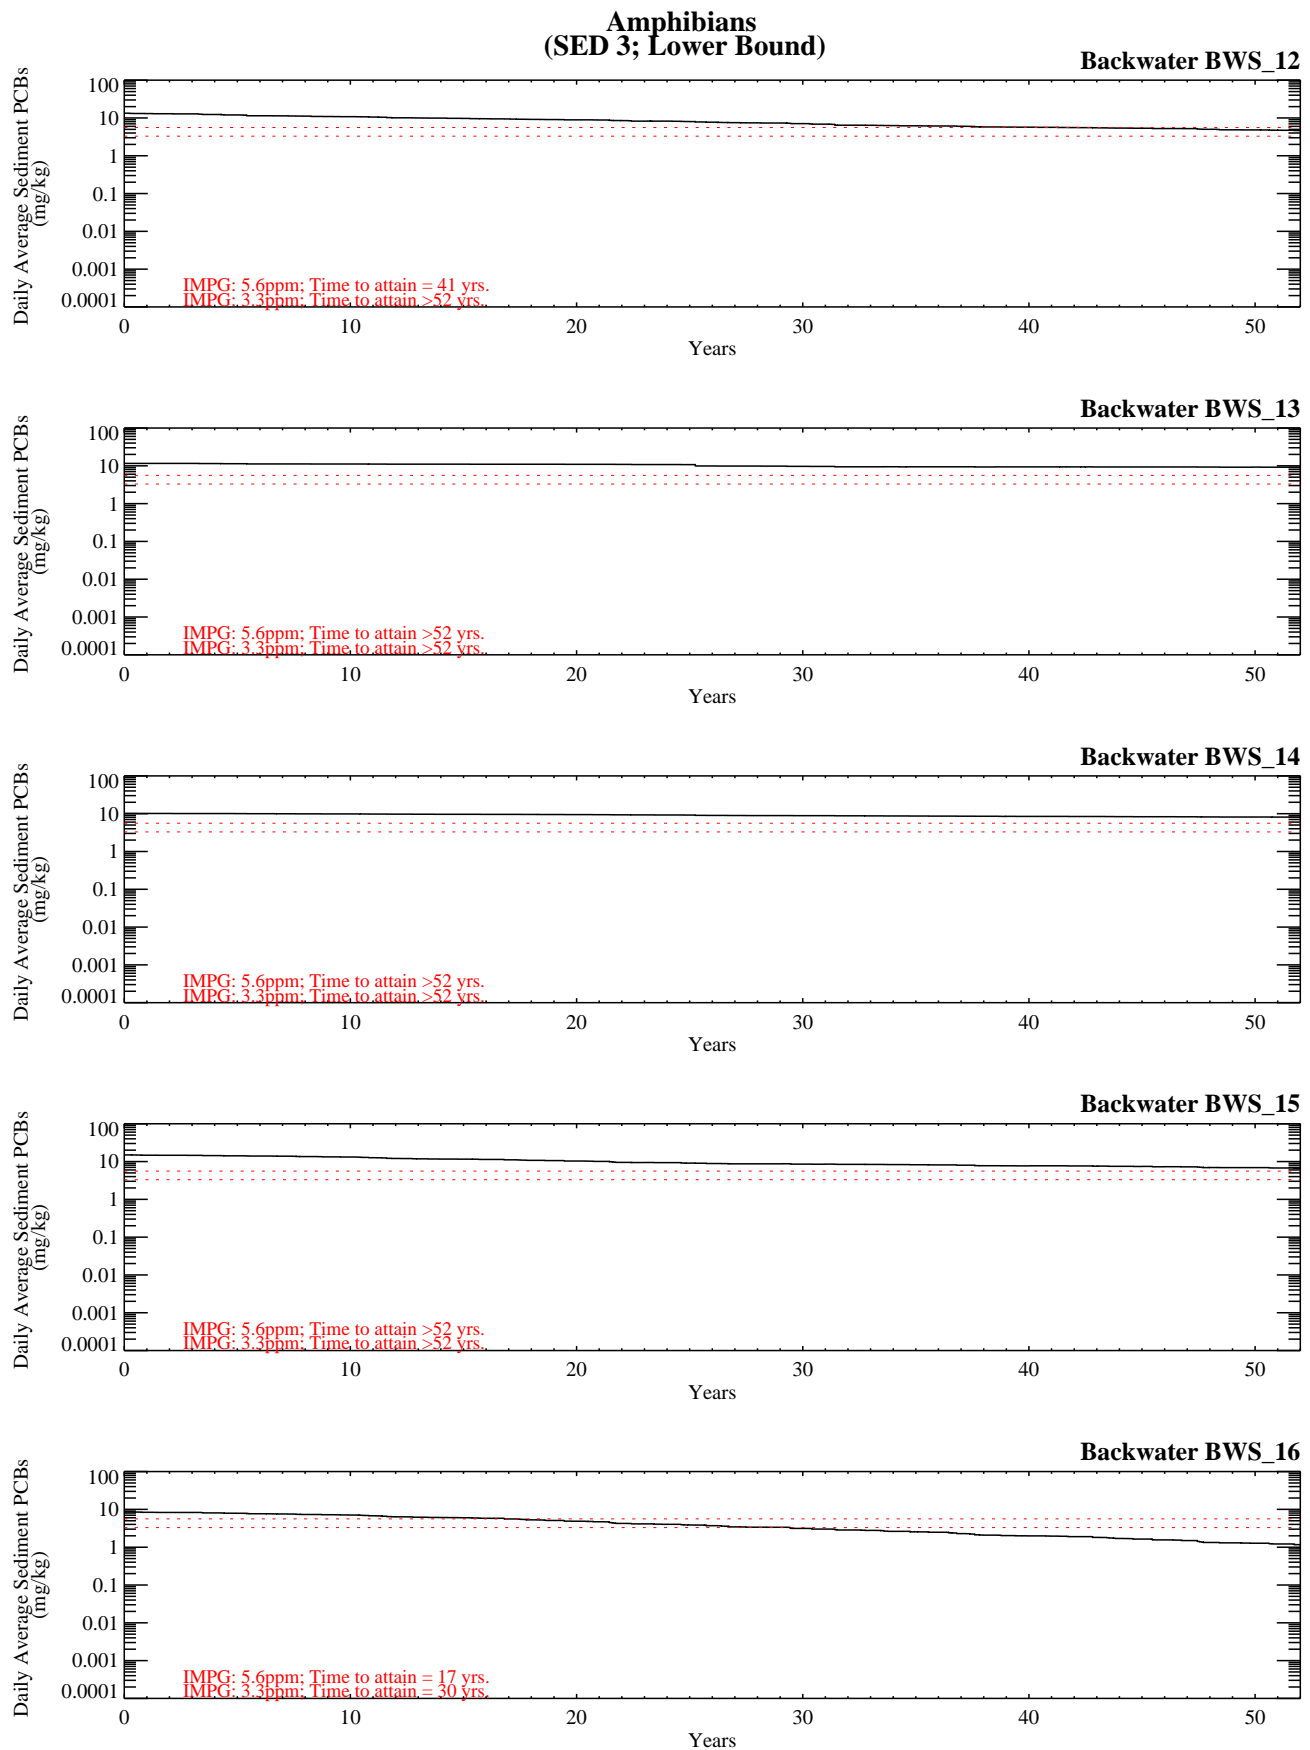 Amphibians
(SED 3; Lower Bound)
Backwater BWS_12
Daily Average Sediment PCBs
(mg/kg)
100
10
1
0.1
0.01
0.001
0.0001
IMPG: 5.6ppm; Time to attain = 41 yrs.
IMPG: 3.3ppm; Time to attain >52 yrs.
0 10 20 30 40 50
Years
Backwater BWS_13
Daily Average Sediment PCBs
(mg/kg)
100
10
1
0.1
0.01
0.001
0.0001
IMPG: 5.6ppm; Time to attain >52 yrs.
IMPG: 3.3ppm; Time to attain >52 yrs.
0 10 20 30 40 50
Years
Backwater BWS_14
Daily Average Sediment PCBs
(mg/kg)
100
10
1
0.1
0.01
0.001
0.0001
IMPG: 5.6ppm; Time to attain >52 yrs.
IMPG: 3.3ppm; Time to attain >52 yrs.
0 10 20 30 40 50
Years
Backwater BWS_15
Daily Average Sediment PCBs
(mg/kg)
100
10
1
0.1
0.01
0.001
0.0001
IMPG: 5.6ppm; Time to attain >52 yrs.
IMPG: 3.3ppm; Time to attain >52 yrs.
0 10 20 30 40 50
Years
Backwater BWS_16
Daily Average Sediment PCBs
(mg/kg)
100
10
1
0.1
0.01
0.001
0.0001
IMPG: 5.6ppm; Time to attain = 17 yrs.
IMPG: 3.3ppm; Time to attain = 30 yrs.
0 10 20 30 40 50
Years